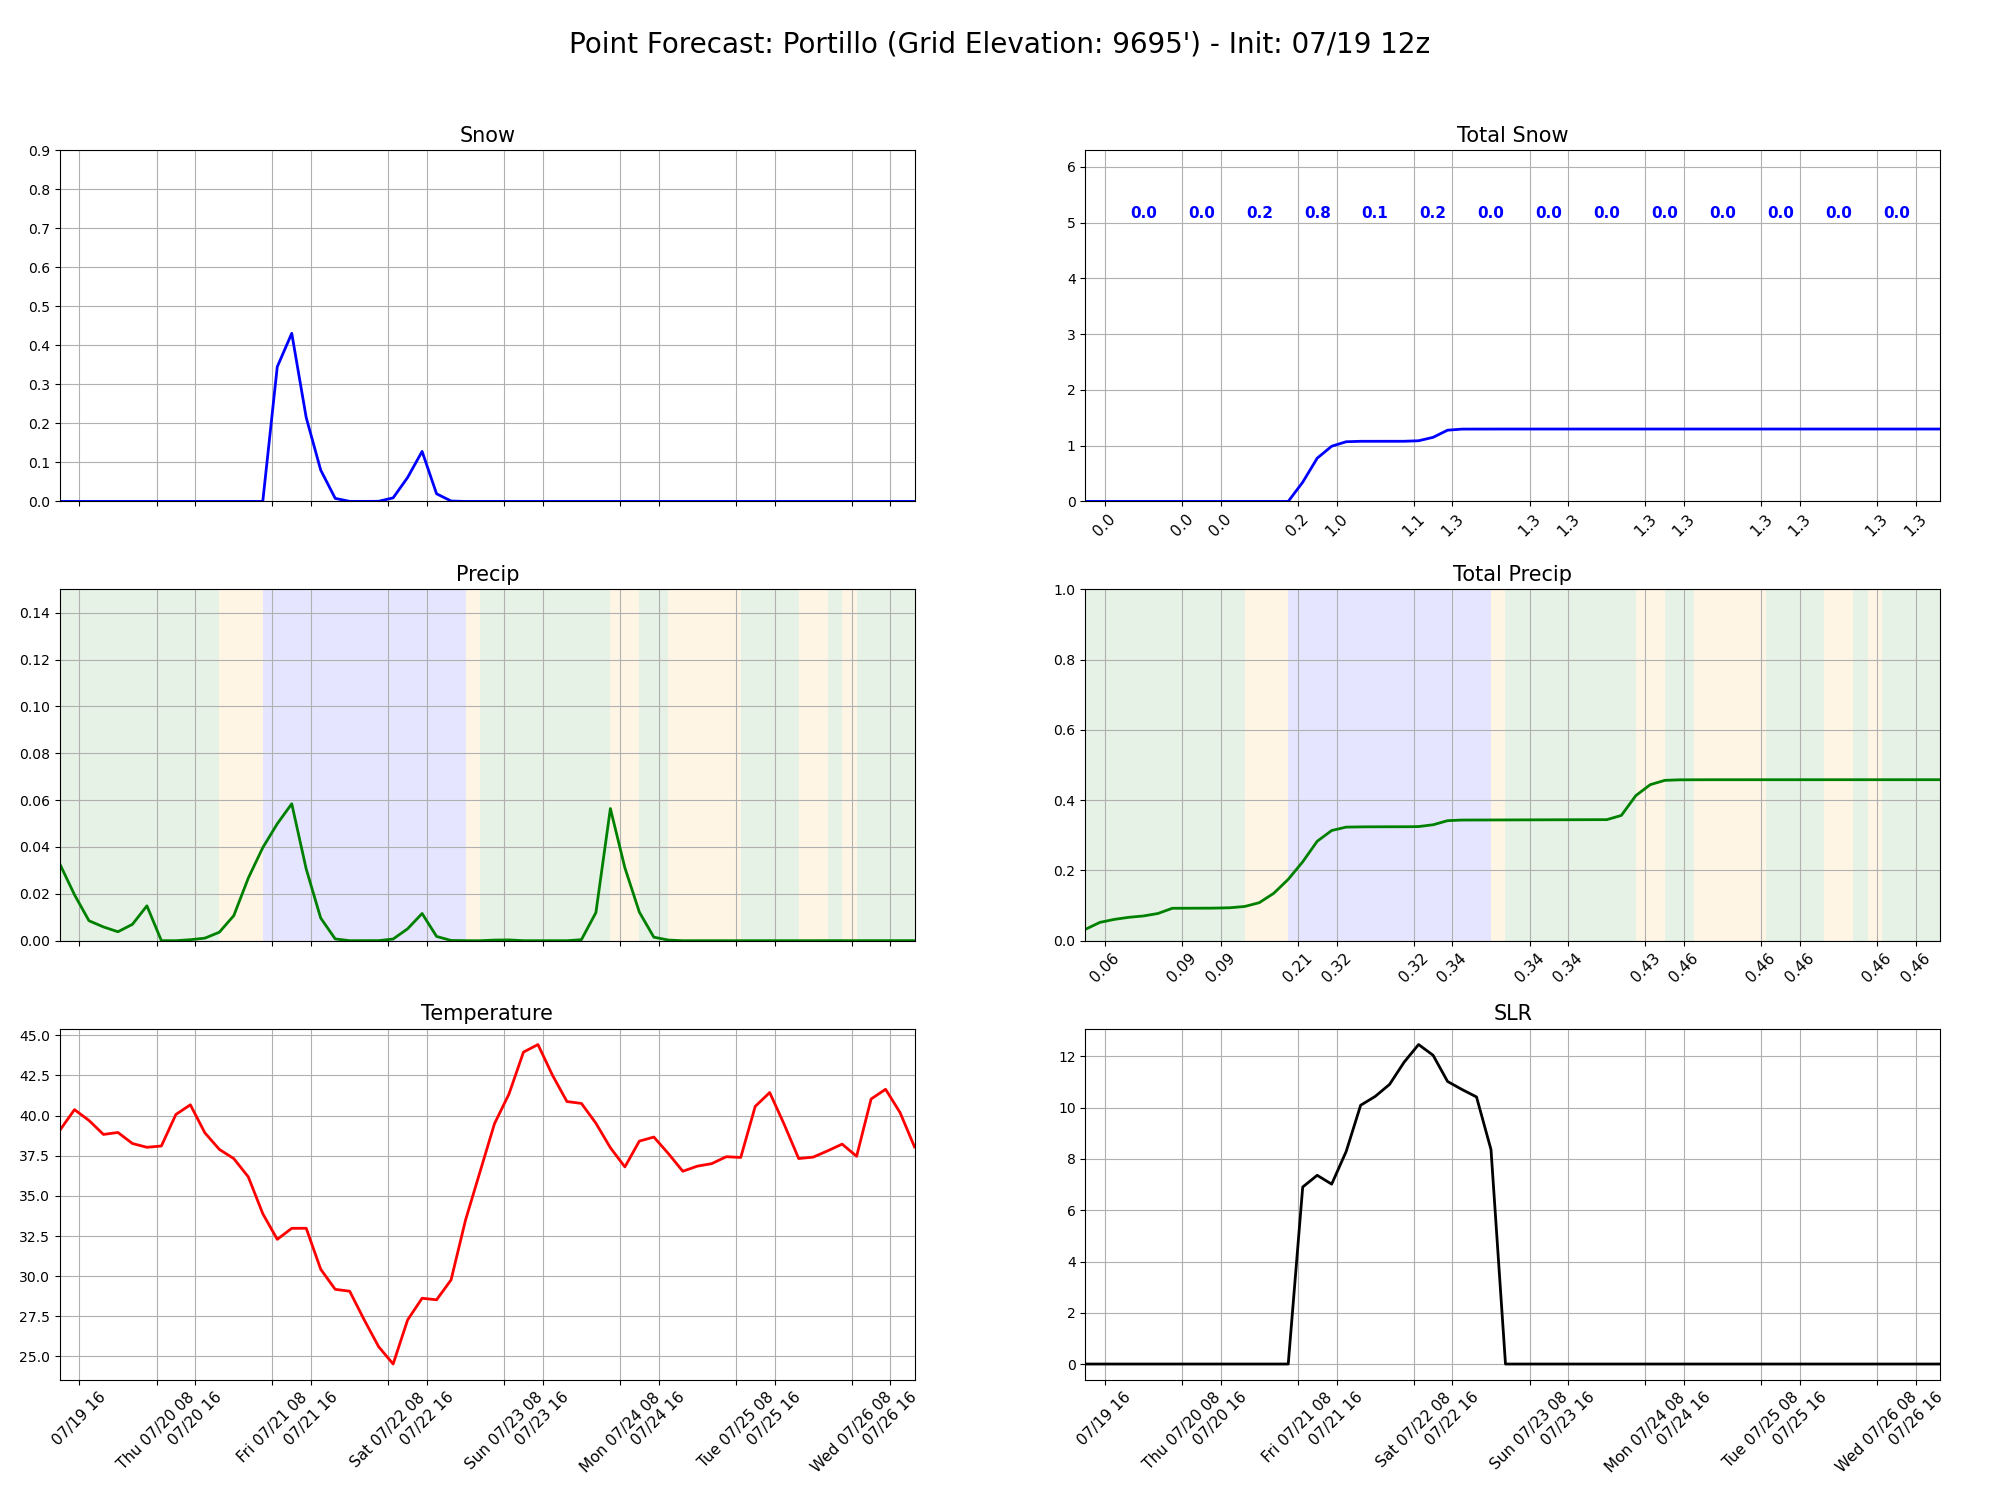 Point Forecast: Portillo (Grid Elevation: 9695') - Init: 07/19 12z
Snow
0.9
0.8
0.7
0.6
0.5
0.4
0.3
0.2
0.1
0.0
Total Snow
6
5
4
3
2
1
0
0.0 0.0 0.2 0.8 0.1 0.2 0.0 0.0 0.0 0.0 0.0 0.0 0.0 0.0
0.0 0.0 0.0 0.2 1.0 1.1 1.3 1.3 1.3 1.3 1.3 1.3 1.3 1.3 1.3
Precip
0.14
0.12
0.10
0.08
0.06
0.04
0.02
0.00
Total Precip
1.0
0.8
0.6
0.4
0.2
0.0
0.06 0.09 0.09 0.21 0.32 0.32 0.34 0.34 0.34 0.43 0.46 0.46 0.46 0.46 0.46
Temperature
45.0
42.5
40.0
37.5
35.0
32.5
30.0
27.5
25.0
07/19 16
Thu 07/20 08
07/20 16
Fri 07/21 08
07/21 16
Sat 07/22 08
07/22 16
Sun 07/23 08
07/23 16
Mon 07/24 08
07/24 16
Tue 07/25 08
07/25 16
Wed 07/26 08
07/26 16
SLR
12
10
8
6
4
2
0
07/19 16
Thu 07/20 08
07/20 16
Fri 07/21 08
07/21 16
Sat 07/22 08
07/22 16
Sun 07/23 08
07/23 16
Mon 07/24 08
07/24 16
Tue 07/25 08
07/25 16
Wed 07/26 08
07/26 16